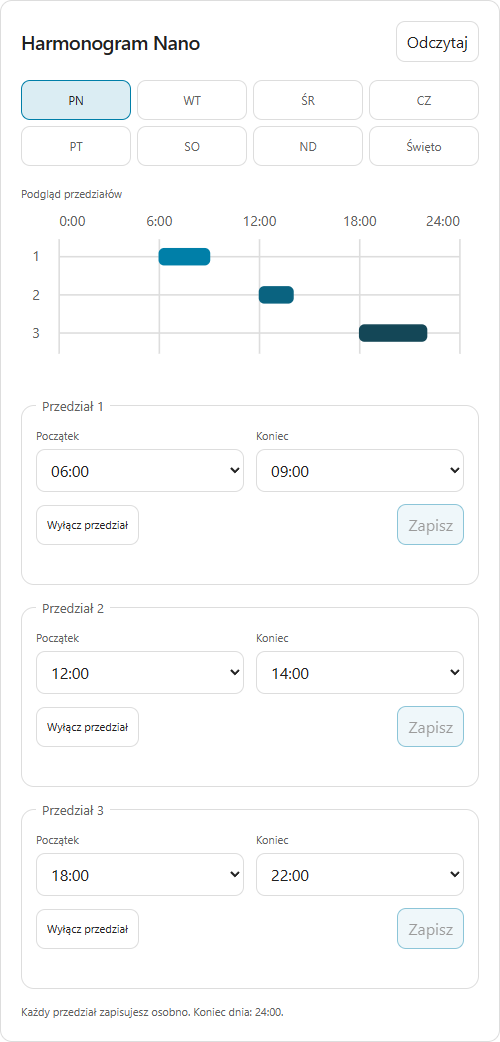 Harmonogram Nano
Odczytaj
PN WT ŚR CZ
PT SO ND Święto
Podgląd przedziałów
0:00 6:00 12:00 18:00 24:00
1
2
3
Przedział 1
Początek Koniec
06:00 09:00
Wyłącz przedział Zapisz
Przedział 2
Początek Koniec
12:00 14:00
Wyłącz przedział Zapisz
Przedział 3
Początek Koniec
18:00 22:00
Wyłącz przedział Zapisz
Każdy przedział zapisujesz osobno. Koniec dnia: 24:00.